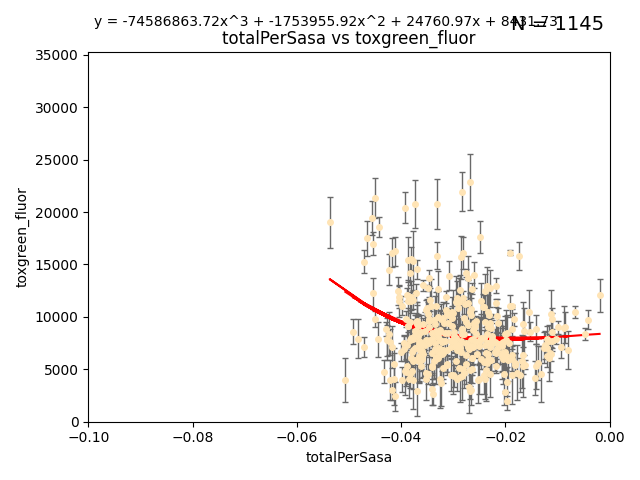 y = -74586863.72x^3 + -1753955.92x^2 + 24760.97x + 8431.73
N = 1145
totalPerSasa vs toxgreen_fluor
35000
30000
25000
20000
15000
10000
5000
0
toxgreen_fluor
−0.10 −0.08 −0.06 −0.04 −0.02 0.00
totalPerSasa